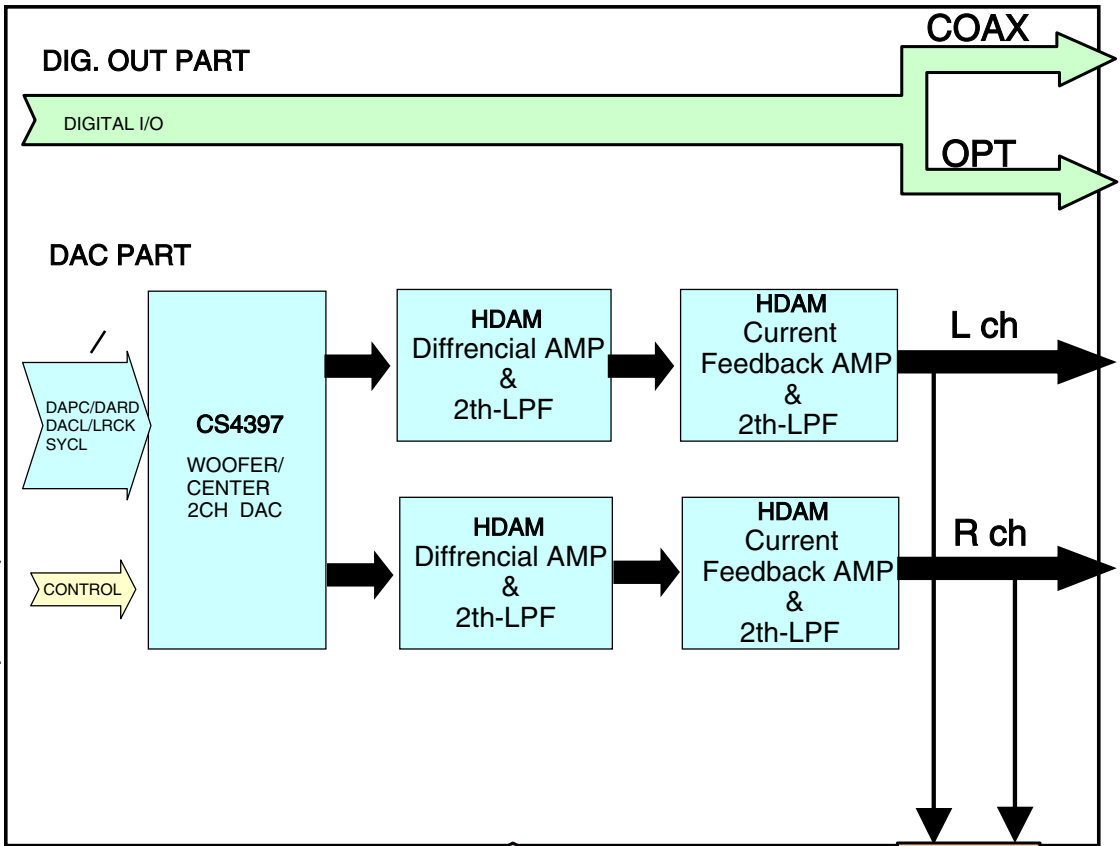 DIG. OUT PART
COAX
DIGITAL I/O
OPT
DAC PART
DAPC/DARD
DACL/LRCK
SYCL
CONTROL
CS4397
WOOFER/
CENTER
2CH DAC
HDAM
Diffrencial AMP
&
2th-LPF
HDAM
Current
Feedback AMP
&
2th-LPF
L ch
HDAM
Diffrencial AMP
&
2th-LPF
HDAM
Current
Feedback AMP
&
2th-LPF
R ch